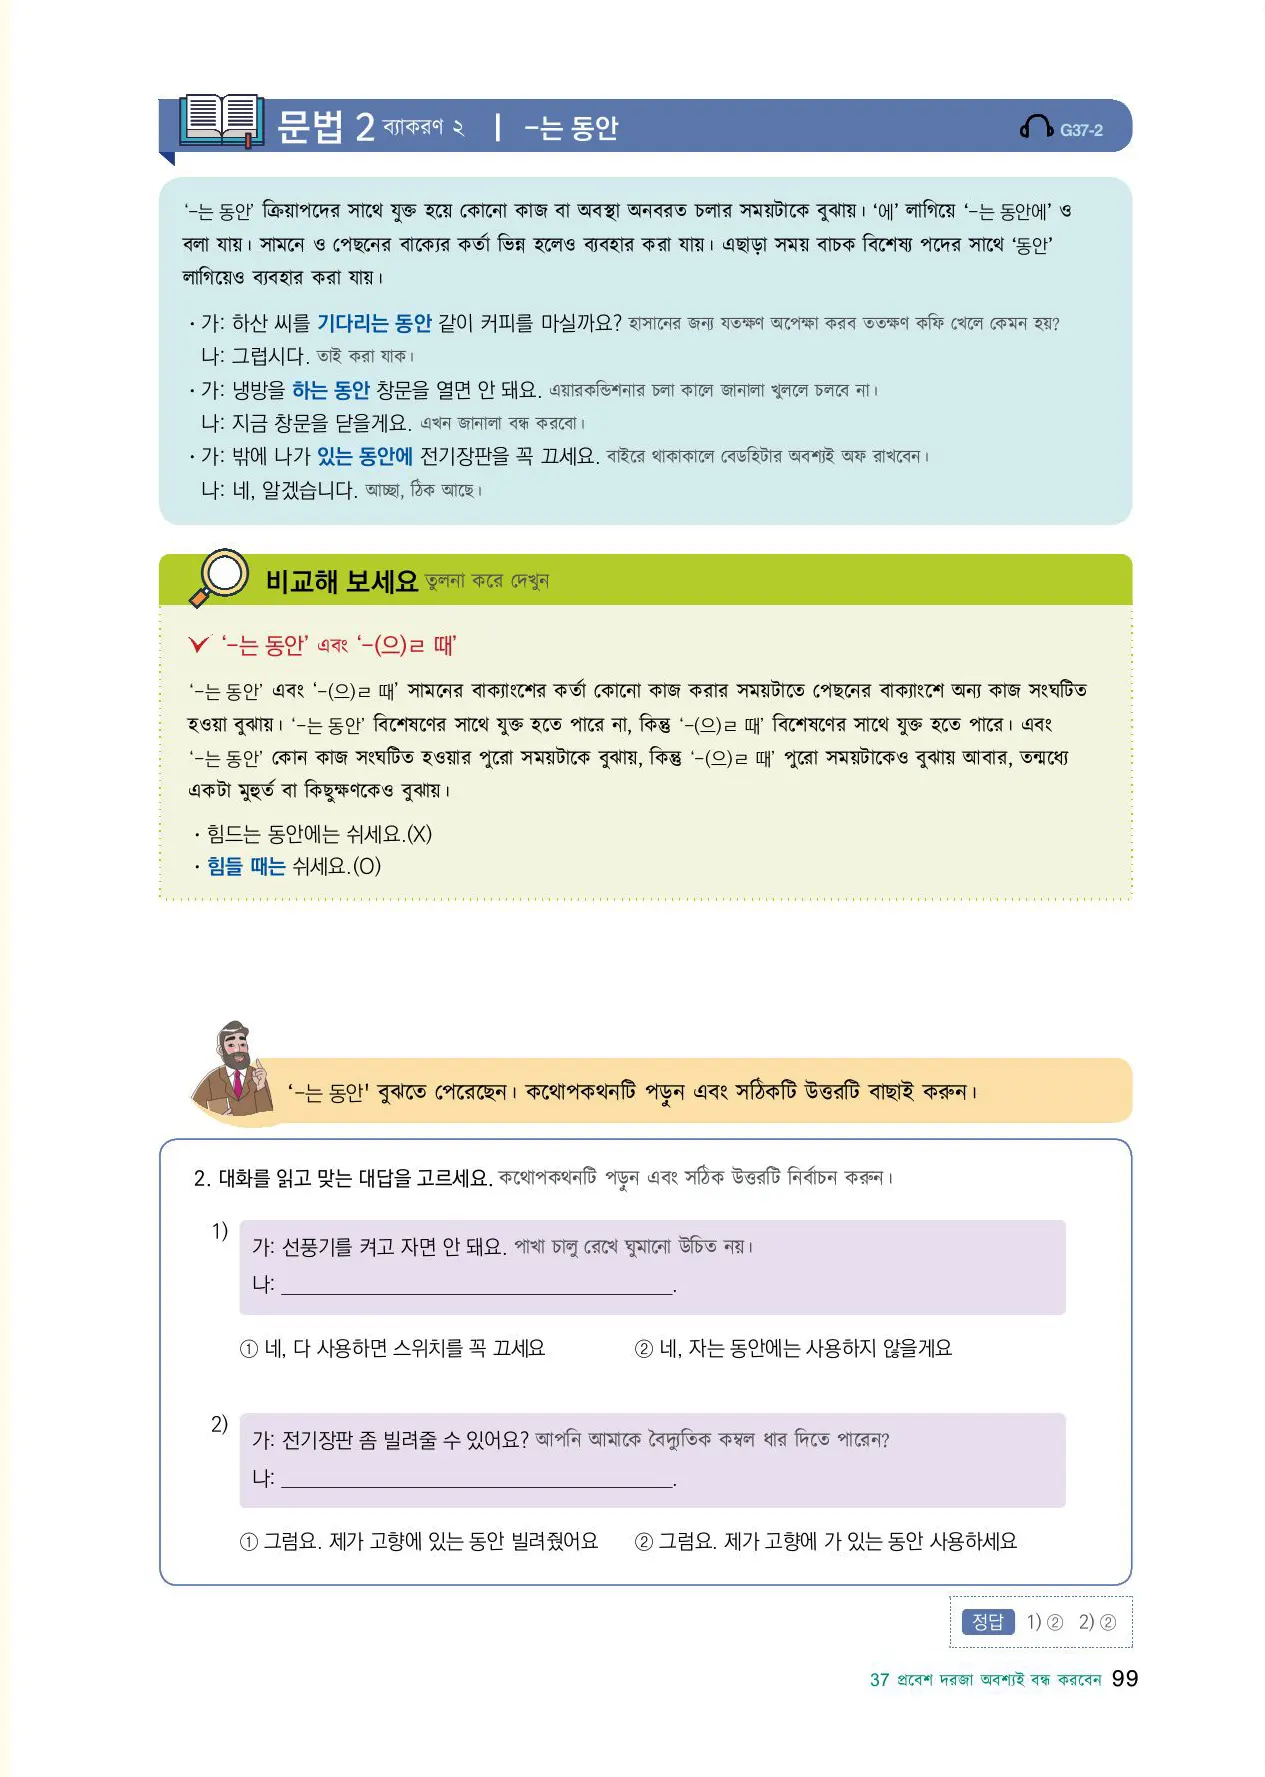 문법 2 ব্যাকরণ ২ | -는 동안 G37-2
‘-는 동안’ ক্রিয়াপদের সাথে যুক্ত হয়ে কোনো কাজ বা অবস্থা অনবরত চলার সময়টাকে বুঝায়। ‘에’ লাগিয়ে ‘-는 동안에’ ও
বলা যায়। সামনে ও পেছনের বাক্যের কর্তা ভিন্ন হলেও ব্যবহার করা যায়। এছাড়া সময় বাচক বিশেষ্য পদের সাথে ‘동안’
লাগিয়েও ব্যবহার করা যায়।
· 가: 하산 씨를 기다리는 동안 같이 커피를 마실까요? হাসানের জন্য যতক্ষণ অপেক্ষা করব ততক্ষণ কফি খেলে কেমন হয়?
나: 그럽시다. তাই করা যাক।
· 가: 냉방을 하는 동안 창문을 열면 안 돼요. এয়ারকন্ডিশনার চলা কালে জানালা খুললে চলবে না।
나: 지금 창문을 닫을게요. এখন জানালা বন্ধ করবো।
· 가: 밖에 나가 있는 동안에 전기장판을 꼭 끄세요. বাইরে থাকাকালে বেডহিটার অবশ্যই অফ রাখবেন।
나: 네, 알겠습니다. আচ্ছা, ঠিক আছে।
비교해 보세요 তুলনা করে দেখুন
‘-는 동안’ এবং ‘-(으)ㄹ 때’
‘-는 동안’ এবং ‘-(으)ㄹ 때’ সামনের বাক্যাংশের কর্তা কোনো কাজ করার সময়টাতে পেছনের বাক্যাংশে অন্য কাজ সংঘটিত
হওয়া বুঝায়। ‘-는 동안’ বিশেষণের সাথে যুক্ত হতে পারে না, কিন্তু ‘-(으)ㄹ 때’ বিশেষণের সাথে যুক্ত হতে পারে। এবং
‘-는 동안’ কোন কাজ সংঘটিত হওয়ার পুরো সময়টাকে বুঝায়, কিন্তু ‘-(으)ㄹ 때’ পুরো সময়টাকেও বুঝায় আবার, তন্মধ্যে
একটা মুহুর্ত বা কিছুক্ষণকেও বুঝায়।
· 힘드는 동안에는 쉬세요.(X)
· 힘들 때는 쉬세요.(O)
‘-는 동안' বুঝতে পেরেছেন। কথোপকথনটি পড়ুন এবং সঠিকটি উত্তরটি বাছাই করুন।
2. 대화를 읽고 맞는 대답을 고르세요. কথোপকথনটি পড়ুন এবং সঠিক উত্তরটি নির্বাচন করুন।
1)
가: 선풍기를 켜고 자면 안 돼요. পাখা চালু রেখে ঘুমানো উচিত নয়।
나: ______________________.
① 네, 다 사용하면 스위치를 꼭 끄세요 ② 네, 자는 동안에는 사용하지 않을게요
2)
가: 전기장판 좀 빌려줄 수 있어요? আপনি আমাকে বৈদ্যুতিক কম্বল ধার দিতে পারেন?
나: ______________________.
① 그럼요. 제가 고향에 있는 동안 빌려줬어요 ② 그럼요. 제가 고향에 가 있는 동안 사용하세요
정답 1) ② 2) ②
37 প্রবেশ দরজা অবশ্যই বন্ধ করবেন 99